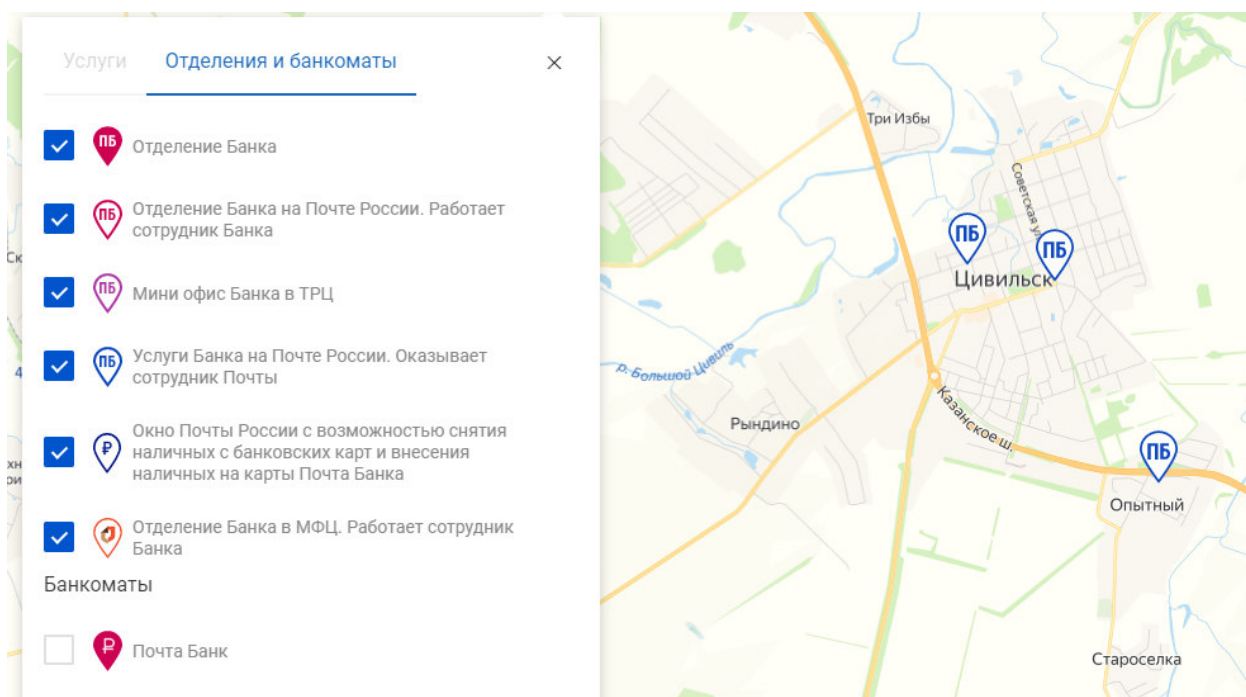 Услуги
Отделения и банкоматы
ПБ
Отделение Банка
ПБ
Отделение Банка на Почте России. Работает
сотрудник Банка
ПБ
Мини офис Банка в ТРЦ
ПБ
Услуги Банка на Почте России. Оказывает
сотрудник Почты
₽
Окно Почты России с возможностью снятия
наличных с банковских карт и внесения
наличных на карты Почта Банка
Отделение Банка в МФЦ. Работает сотрудник
Банка
Банкоматы
₽
Почта Банк
Три Избы
Советская ул.
ПБ
ПБ
Цивильск
р. Большой Цивиль
Рындино
Казанское ш.
ПБ
Опытный
Староселка